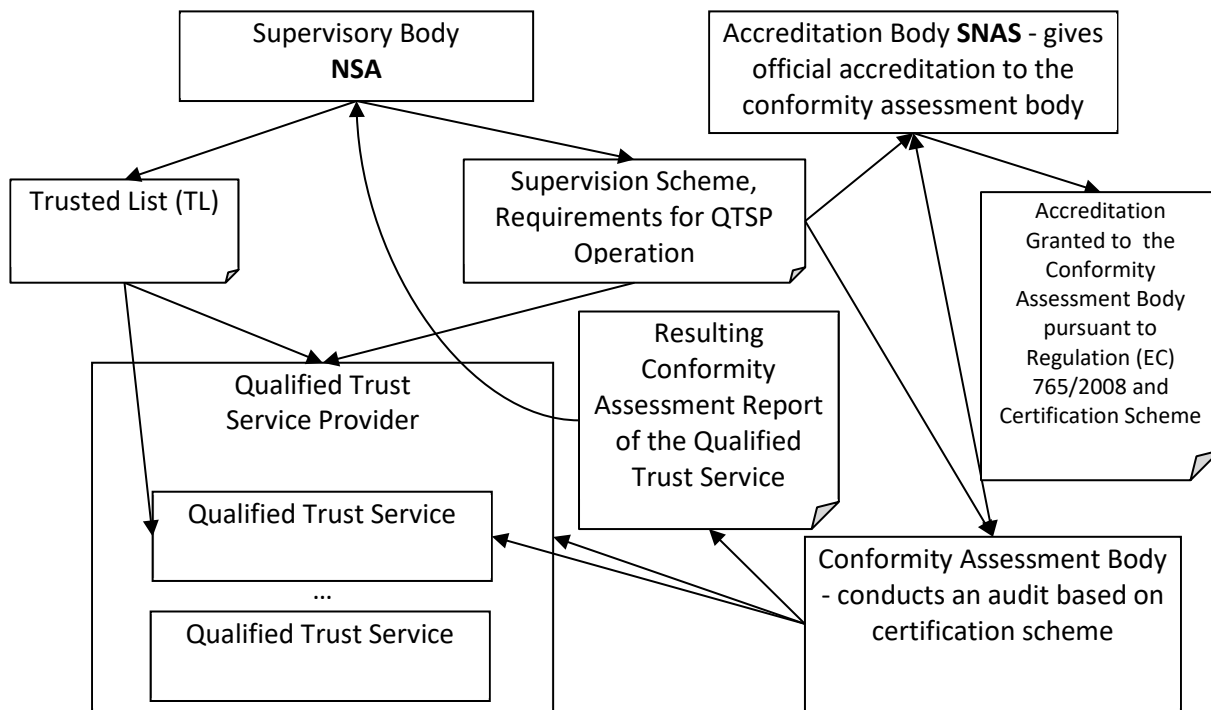 Supervisory Body
NSA
Accreditation Body SNAS - gives
official accreditation to the
conformity assessment body
Trusted List (TL)
Supervision Scheme,
Requirements for QTSP
Operation
Accreditation
Granted to the
Conformity
Assessment Body
pursuant to
Regulation (EC)
765/2008 and
Certification Scheme
Resulting
Conformity
Assessment Report
of the Qualified
Trust Service
Qualified Trust
Service Provider
Qualified Trust Service
...
Qualified Trust Service
Conformity Assessment Body
- conducts an audit based on
certification scheme